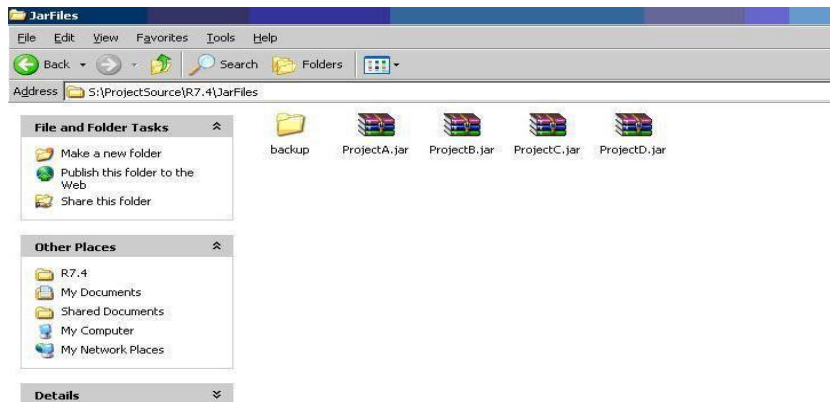 JarFiles
File Edit View Favorites Tools Help
Back Search Folders
Address S:\ProjectSource\R7.4\JarFiles
File and Folder Tasks
Make a new folder
Publish this folder to the
Web
Share this folder
Other Places
R7.4
My Documents
Shared Documents
My Computer
My Network Places
Details
backup ProjectA.jar ProjectB.jar ProjectC.jar ProjectD.jar